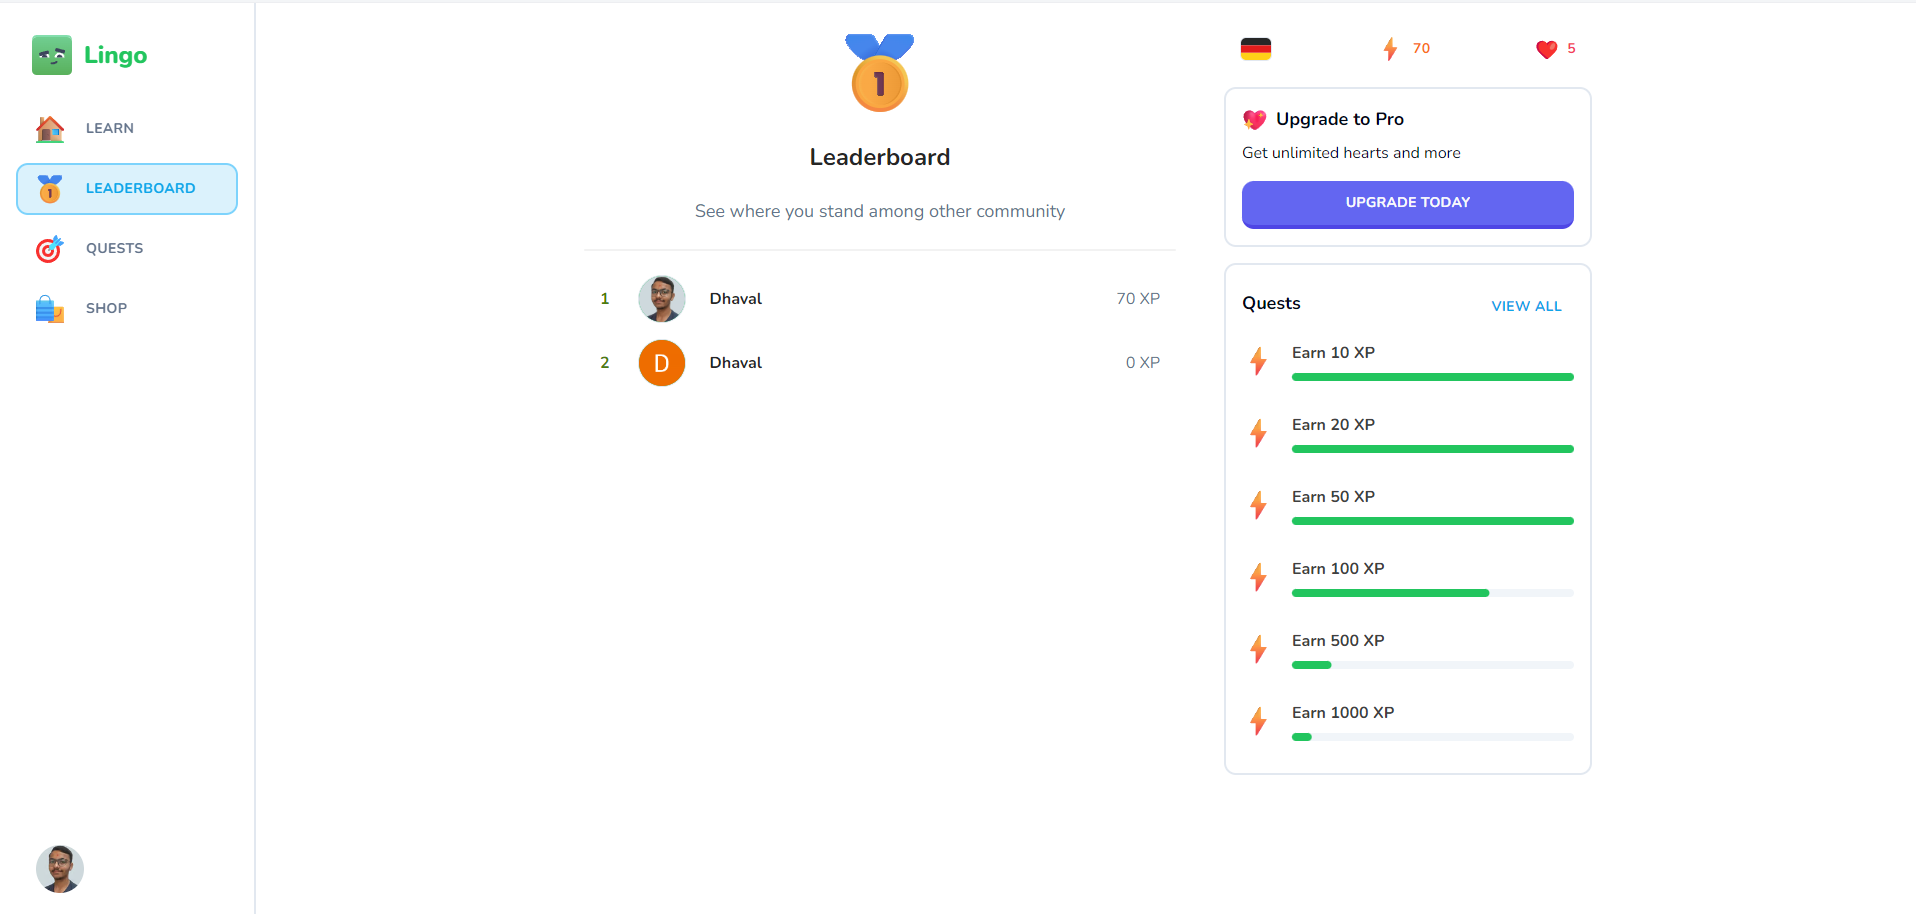 Lingo
LEARN
1 LEADERBOARD
QUESTS
SHOP
1
Leaderboard
See where you stand among other community
1 Dhaval 70 XP
2 D Dhaval 0 XP
70 5
Upgrade to Pro
Get unlimited hearts and more
UPGRADE TODAY
Quests VIEW ALL
Earn 10 XP
Earn 20 XP
Earn 50 XP
Earn 100 XP
Earn 500 XP
Earn 1000 XP